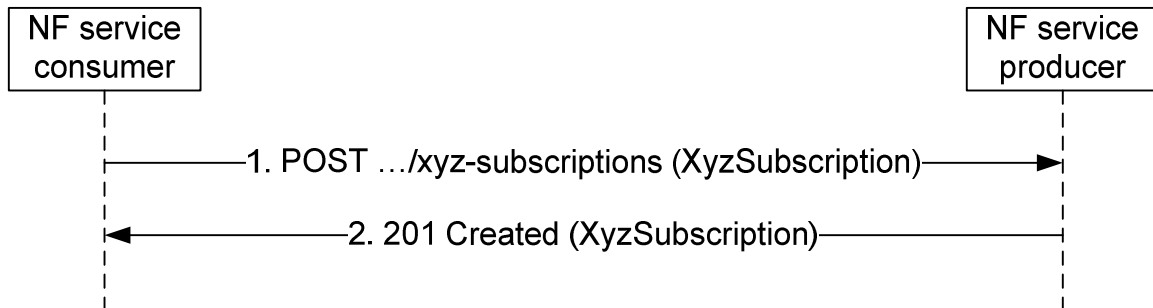 NF service
consumer
NF service
producer
1. POST …/xyz-subscriptions (XyzSubscription)
2. 201 Created (XyzSubscription)